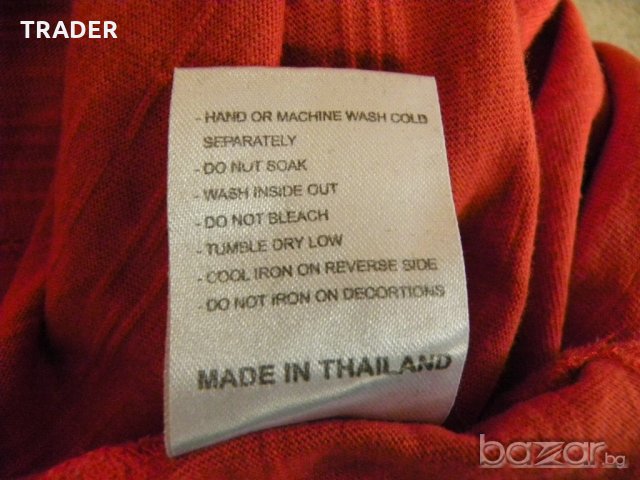 TRADER
- HAND OR MACHINE WASH COLD
SEPARATELY
- DO NUT SOAK
- WASH INSIDE OUT
- DO NOT BLEACH
- TUMBLE DRY LOW
- COOL IRON ON REVERSE SIDE
- DO NOT IRON ON DECORTIONS
MADE IN THAILAND
bazar.bg